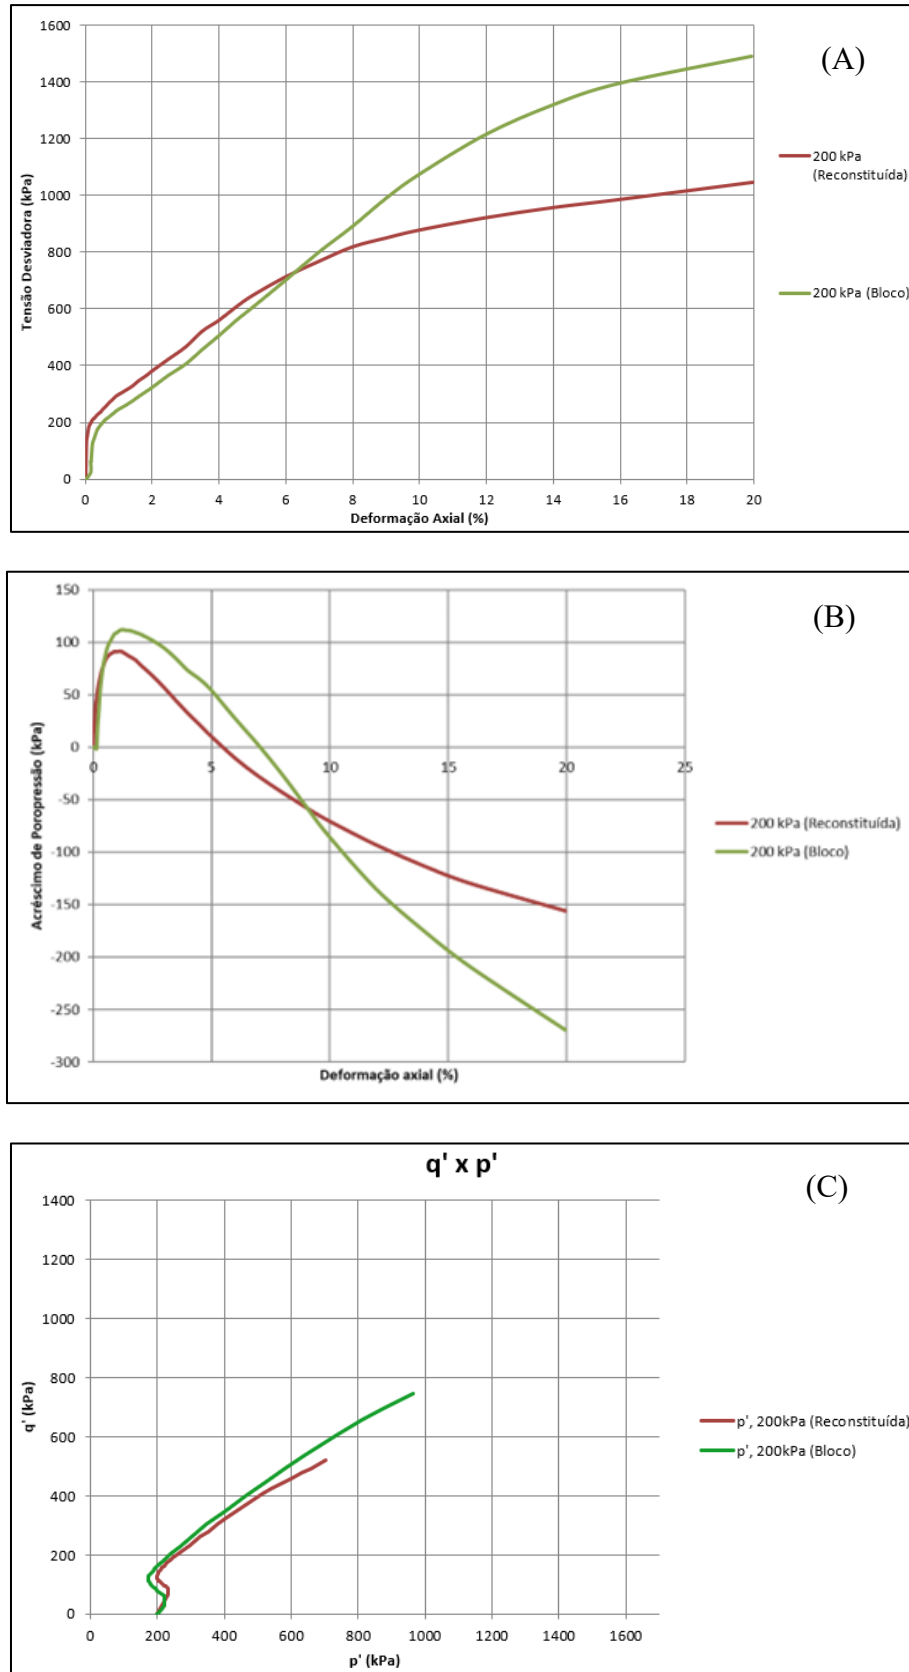 (A)
1600
1400
1200
1000
800
600
400
200
0
Tensão Desviadora (kPa)
0 2 4 6 8 10 12 14 16 18 20
Deformação Axial (%)
200 kPa
(Reconstituída)
200 kPa (Bloco)
(B)
150
100
50
0
-50
-100
-150
-200
-250
-300
Acréscimo de Poropressão (kPa)
0 5 10 15 20 25
Deformação axial (%)
200 kPa (Reconstituída)
200 kPa (Bloco)
q' x p'
(C)
1400
1200
1000
800
600
400
200
0
q' (kPa)
0 200 400 600 800 1000 1200 1400 1600
p' (kPa)
p', 200kPa (Reconstituída)
p', 200kPa (Bloco)